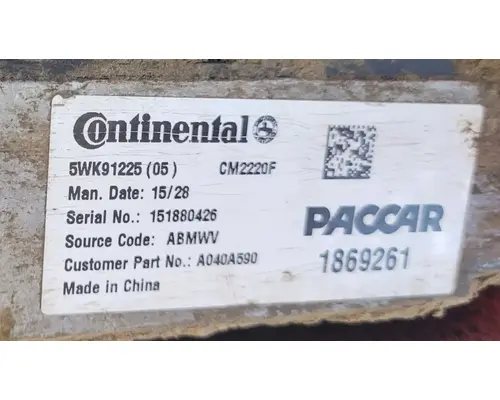 Continental
5WK91225 (05) CM2220F
Man. Date: 15/28
Serial No.: 151880426
Source Code: ABMWV
Customer Part No.: A040A590
Made in China
PACCAR
1869261